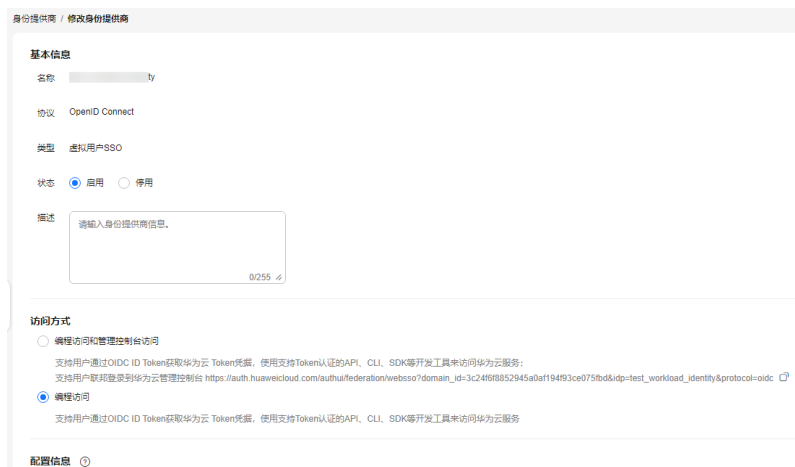 身份提供商 / 修改身份提供商
基本信息
名称 ty
协议 OpenID Connect
类型 虚拟用户SSO
状态 启用 停用
描述 请输入身份提供商信息。
0/255
访问方式
编程访问和管理控制台访问
支持用户通过OIDC ID Token获取华为云 Token凭据，使用支持Token认证的API、CLI、SDK等开发工具来访问华为云服务；
支持用户联邦登录到华为云管理控制台 https://auth.huaweicloud.com/authui/federation/websso?domain_id=3c24f6f8852945a0af194f93ce075fbd&idp=test_workload_identity&protocol=oidc
编程访问
支持用户通过OIDC ID Token获取华为云 Token凭据，使用支持Token认证的API、CLI、SDK等开发工具来访问华为云服务
配置信息